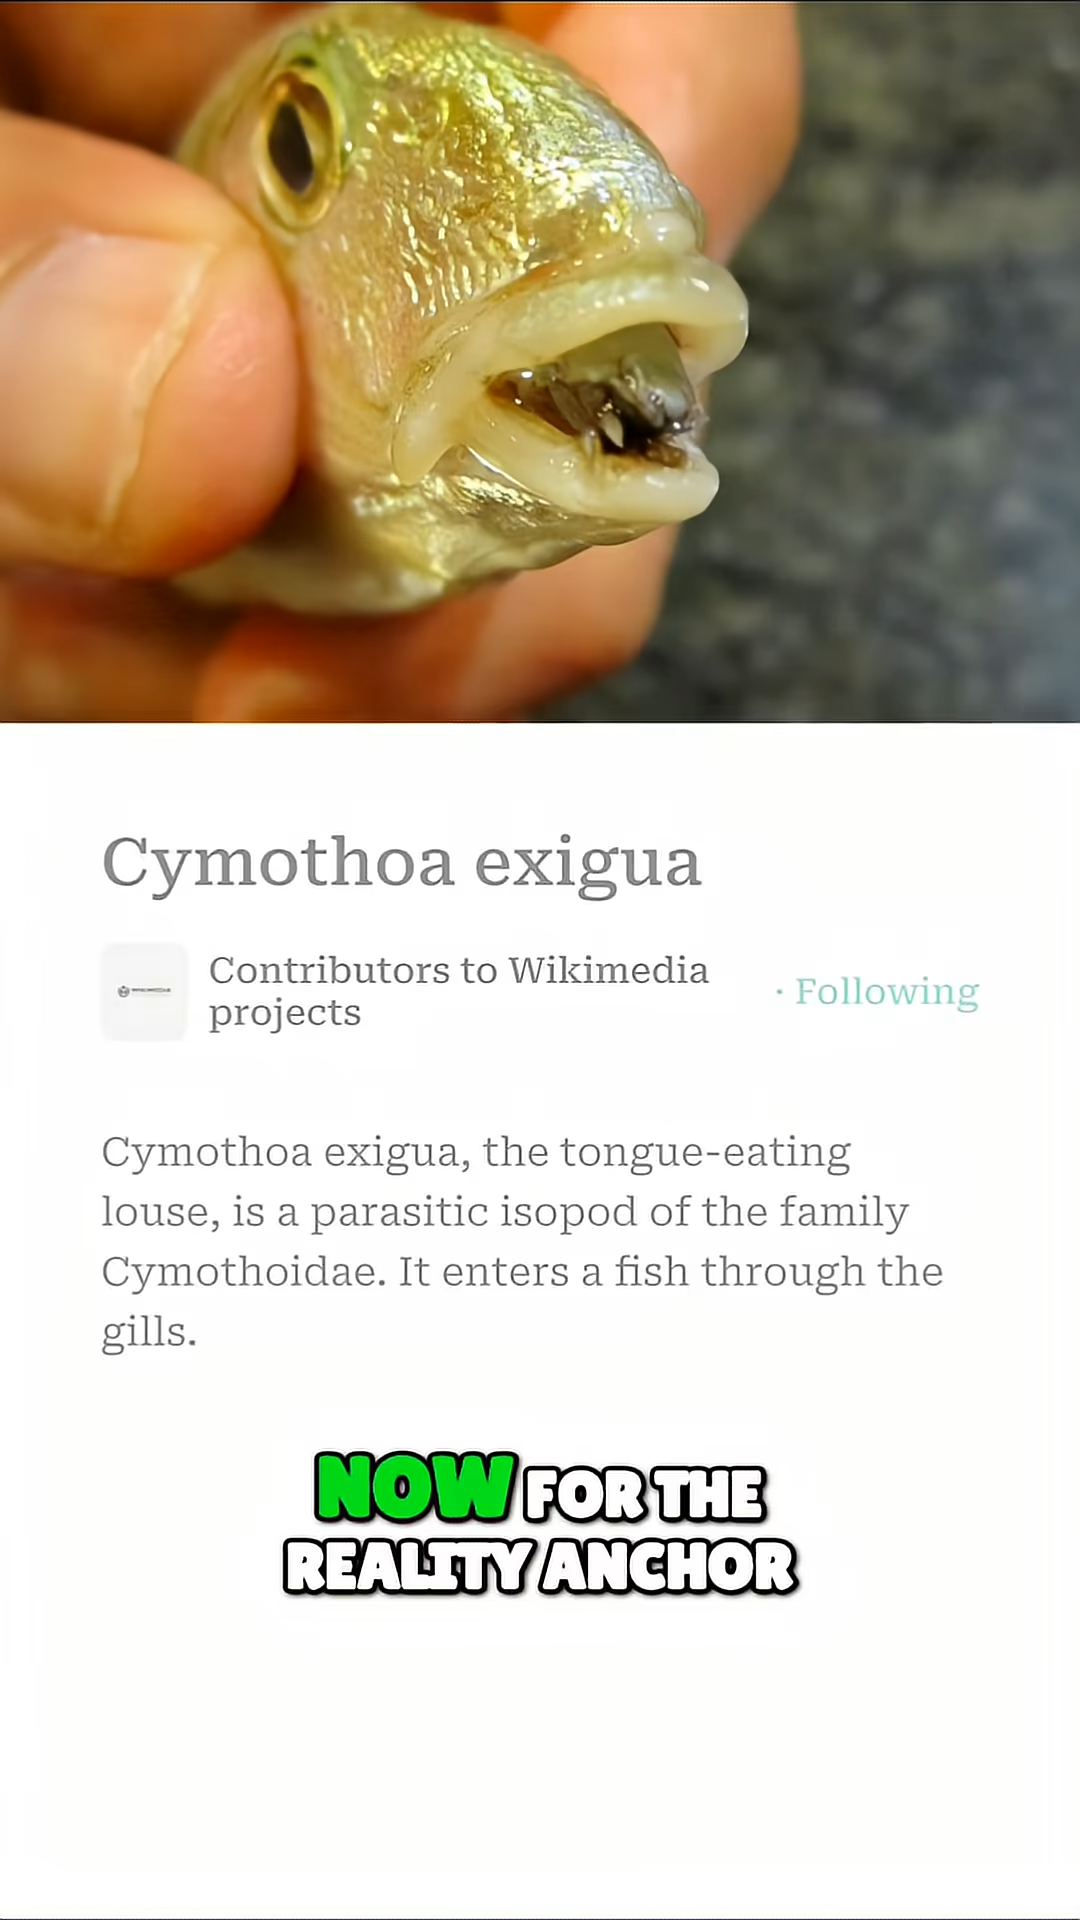 Cymothoa exigua
Contributors to Wikimedia
projects
· Following
Cymothoa exigua, the tongue-eating
louse, is a parasitic isopod of the family
Cymothoidae. It enters a fish through the
gills.
NOW FOR THE
REALITY ANCHOR